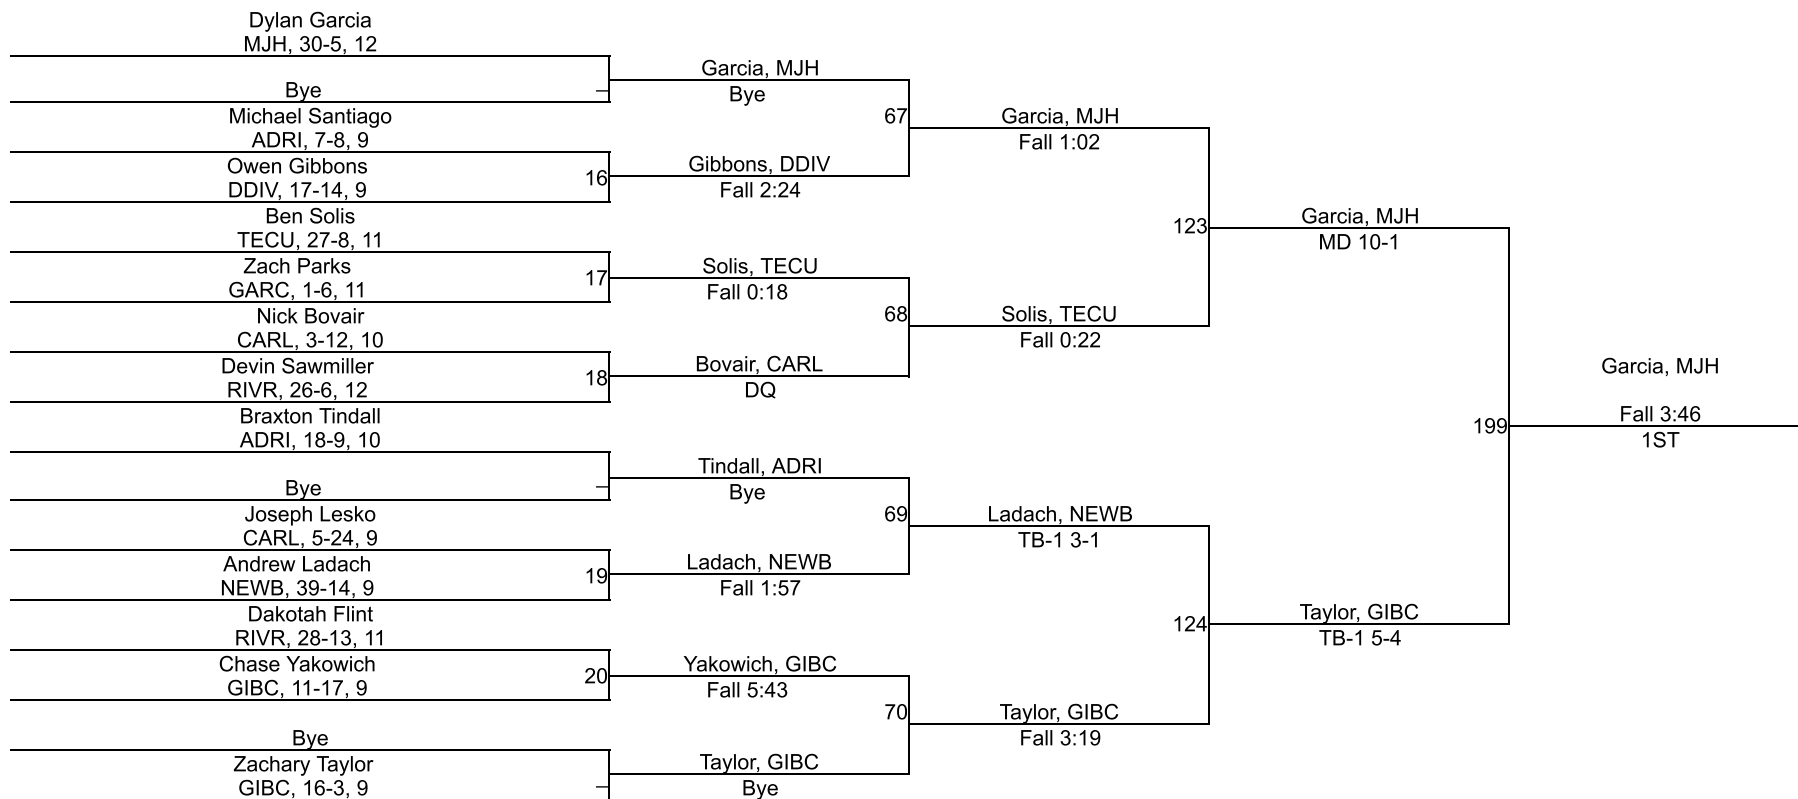 Dylan Garcia
MJH, 30-5, 12
Bye
Michael Santiago
ADRI, 7-8, 9
Owen Gibbons
DDIV, 17-14, 9
Ben Solis
TECU, 27-8, 11
Zach Parks
GARC, 1-6, 11
Nick Bovair
CARL, 3-12, 10
Devin Sawmiller
RIVR, 26-6, 12
Braxton Tindall
ADRI, 18-9, 10
Bye
Joseph Lesko
CARL, 5-24, 9
Andrew Ladach
NEWB, 39-14, 9
Dakotah Flint
RIVR, 28-13, 11
Chase Yakowich
GIBC, 11-17, 9
Bye
Zachary Taylor
GIBC, 16-3, 9
16
17
18
19
20
Garcia, MJH
Bye
Gibbons, DDIV
Fall 2:24
Solis, TECU
Fall 0:18
Bovair, CARL
DQ
Tindall, ADRI
Bye
Ladach, NEWB
Fall 1:57
Yakowich, GIBC
Fall 5:43
Taylor, GIBC
Bye
67
68
69
70
Garcia, MJH
Fall 1:02
Solis, TECU
Fall 0:22
Ladach, NEWB
TB-1 3-1
Taylor, GIBC
Fall 3:19
123
124
Garcia, MJH
MD 10-1
Taylor, GIBC
TB-1 5-4
199
Garcia, MJH
Fall 3:46
1ST